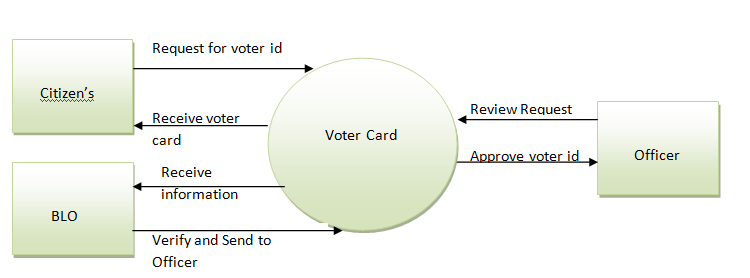 Request for voter id
Citizen's
Receive voter
card
Voter Card
Review Request
Approve voter id
Officer
Receive
information
BLO
Verify and Send to
Officer